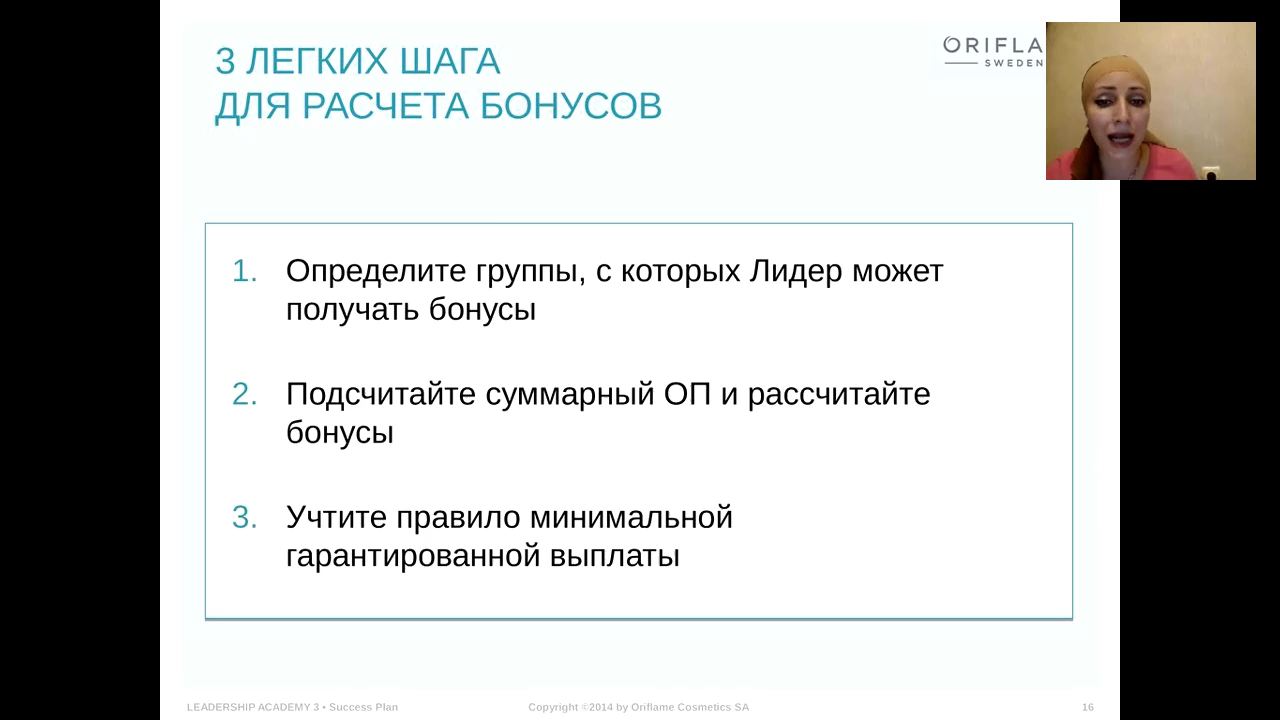 3 ЛЕГКИХ ШАГА
ДЛЯ РАСЧЕТА БОНУСОВ
ORIFLA
SWEDEN
1. Определите группы, с которых Лидер может
получать бонусы
2. Подсчитайте суммарный ОП и рассчитайте
бонусы
3. Учтите правило минимальной
гарантированной выплаты
LEADERSHIP ACADEMY 3 • Success Plan
Copyright ©2014 by Oriflame Cosmetics SA
16